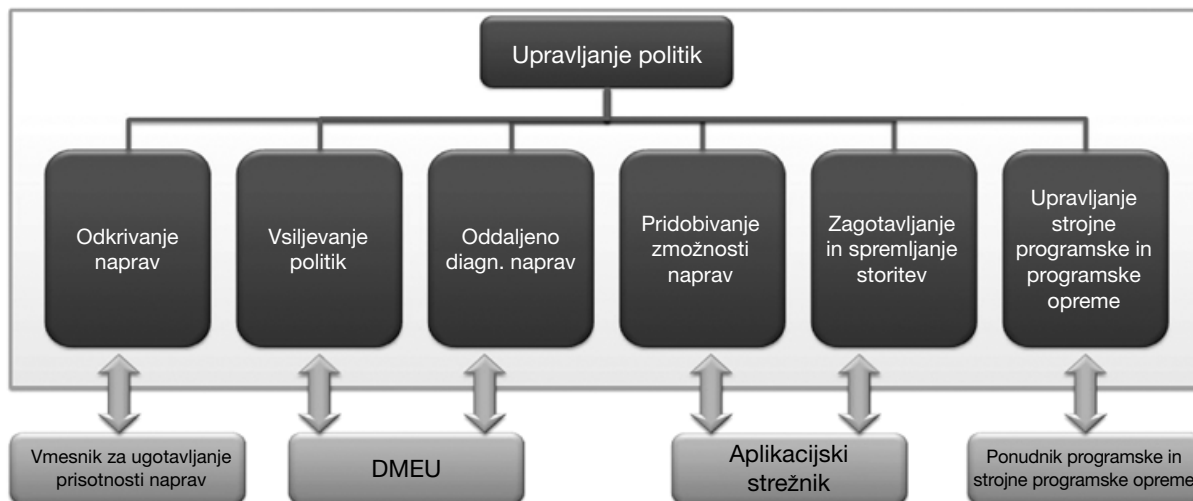 Upravljanje politik
Odkrivanje
naprav
Vsiljevanje
politik
Oddaljeno
diagn. naprav
Pridobivanje
zmožnosti
naprav
Zagotavljanje
in spremljanje
storitev
Upravljanje
strojne
programske in
programske
opreme
Vmesnik za ugotavljanje
prisotnosti naprav
DMEU
Aplikacijski
strežnik
Ponudnik programske in
strojne programske opreme